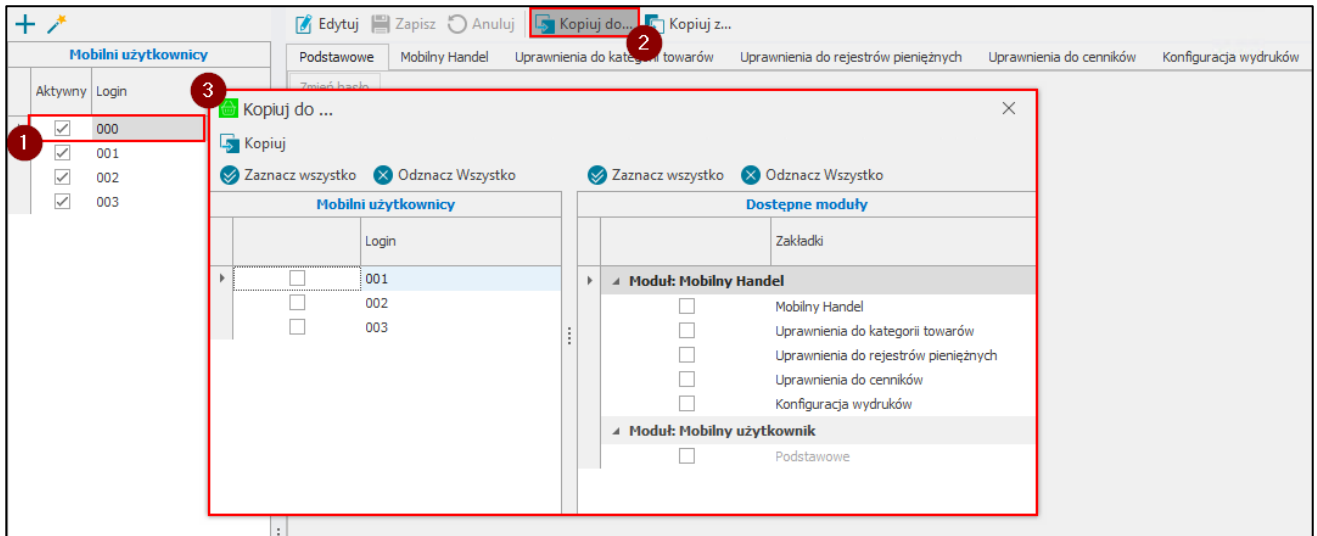 Edytuj Zapisz Anuluj Kopiuj do... Kopiuj z...
2
Mobilni użytkownicy
Podstawowe Mobilny Handel Uprawnienia do kategorii towarów Uprawnienia do rejestrów pieniężnych Uprawnienia do cenników Konfiguracja wydruków
Aktywny Login
Zmień hasło
3
Kopiuj do ...
1
000
001
002
003
Kopiuj
Zaznacz wszystko Odznacz Wszystko
Zaznacz wszystko Odznacz Wszystko
Mobilni użytkownicy
Login
001
002
003
Dostępne moduły
Zakładki
Moduł: Mobilny Handel
Mobilny Handel
Uprawnienia do kategorii towarów
Uprawnienia do rejestrów pieniężnych
Uprawnienia do cenników
Konfiguracja wydruków
Moduł: Mobilny użytkownik
Podstawowe